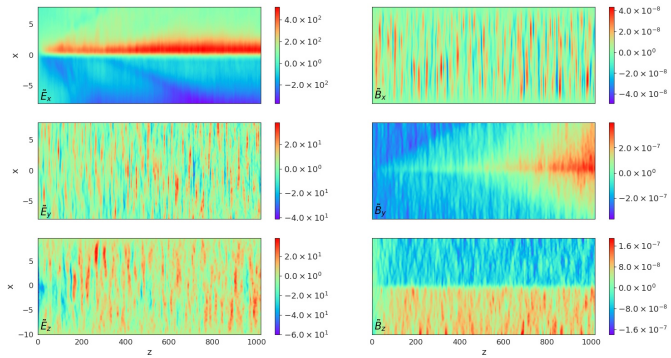 x
5
0
−5
Ẽx
4.0 × 10²
2.0 × 10²
0.0 × 10⁰
−2.0 × 10²
B̃x
4.0 × 10⁻⁸
2.0 × 10⁻⁸
0.0 × 10⁰
−2.0 × 10⁻⁸
−4.0 × 10⁻⁸
x
5
0
−5
Ẽy
4.0 × 10¹
2.0 × 10¹
0.0 × 10⁰
−2.0 × 10¹
−4.0 × 10¹
B̃y
2.0 × 10⁻⁷
0.0 × 10⁰
−2.0 × 10⁻⁷
x
5
0
−5
−10
Ẽz
2.0 × 10¹
0.0 × 10⁰
−2.0 × 10¹
−4.0 × 10¹
−6.0 × 10¹
B̃z
1.6 × 10⁻⁷
8.0 × 10⁻⁸
0.0 × 10⁰
−8.0 × 10⁻⁸
−1.6 × 10⁻⁷
0 200 400 600 800 1000
z
0 200 400 600 800 1000
z